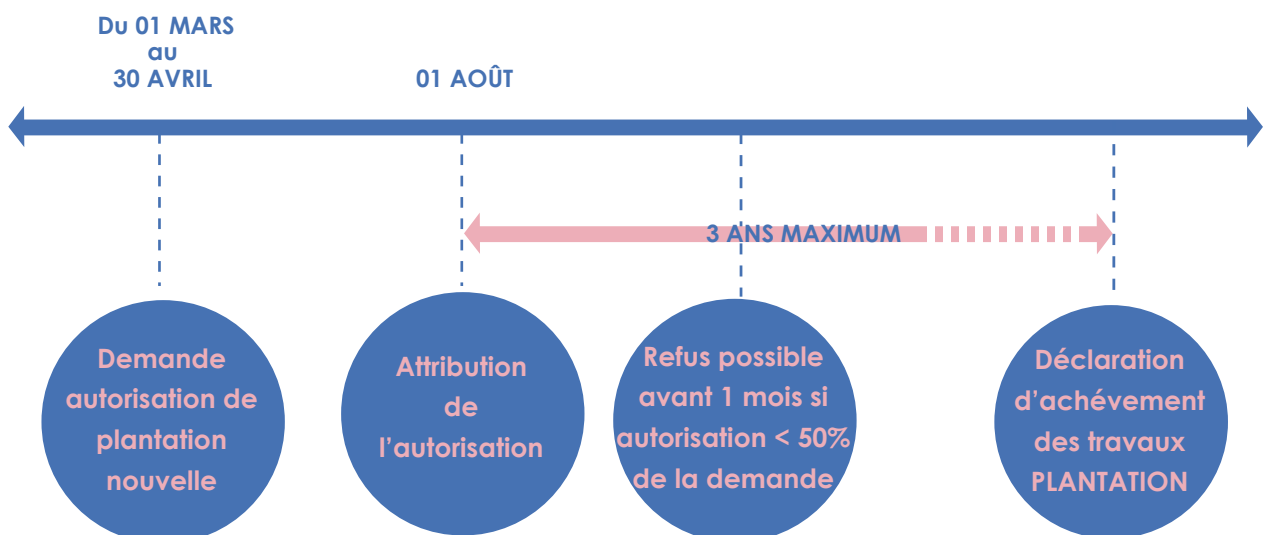 Du 01 MARS
au
30 AVRIL
01 AOÛT
3 ANS MAXIMUM
Demande
autorisation de
plantation
nouvelle
Attribution
de
l'autorisation
Refus possible
avant 1 mois si
autorisation < 50%
de la demande
Déclaration
d'achévement
des travaux
PLANTATION